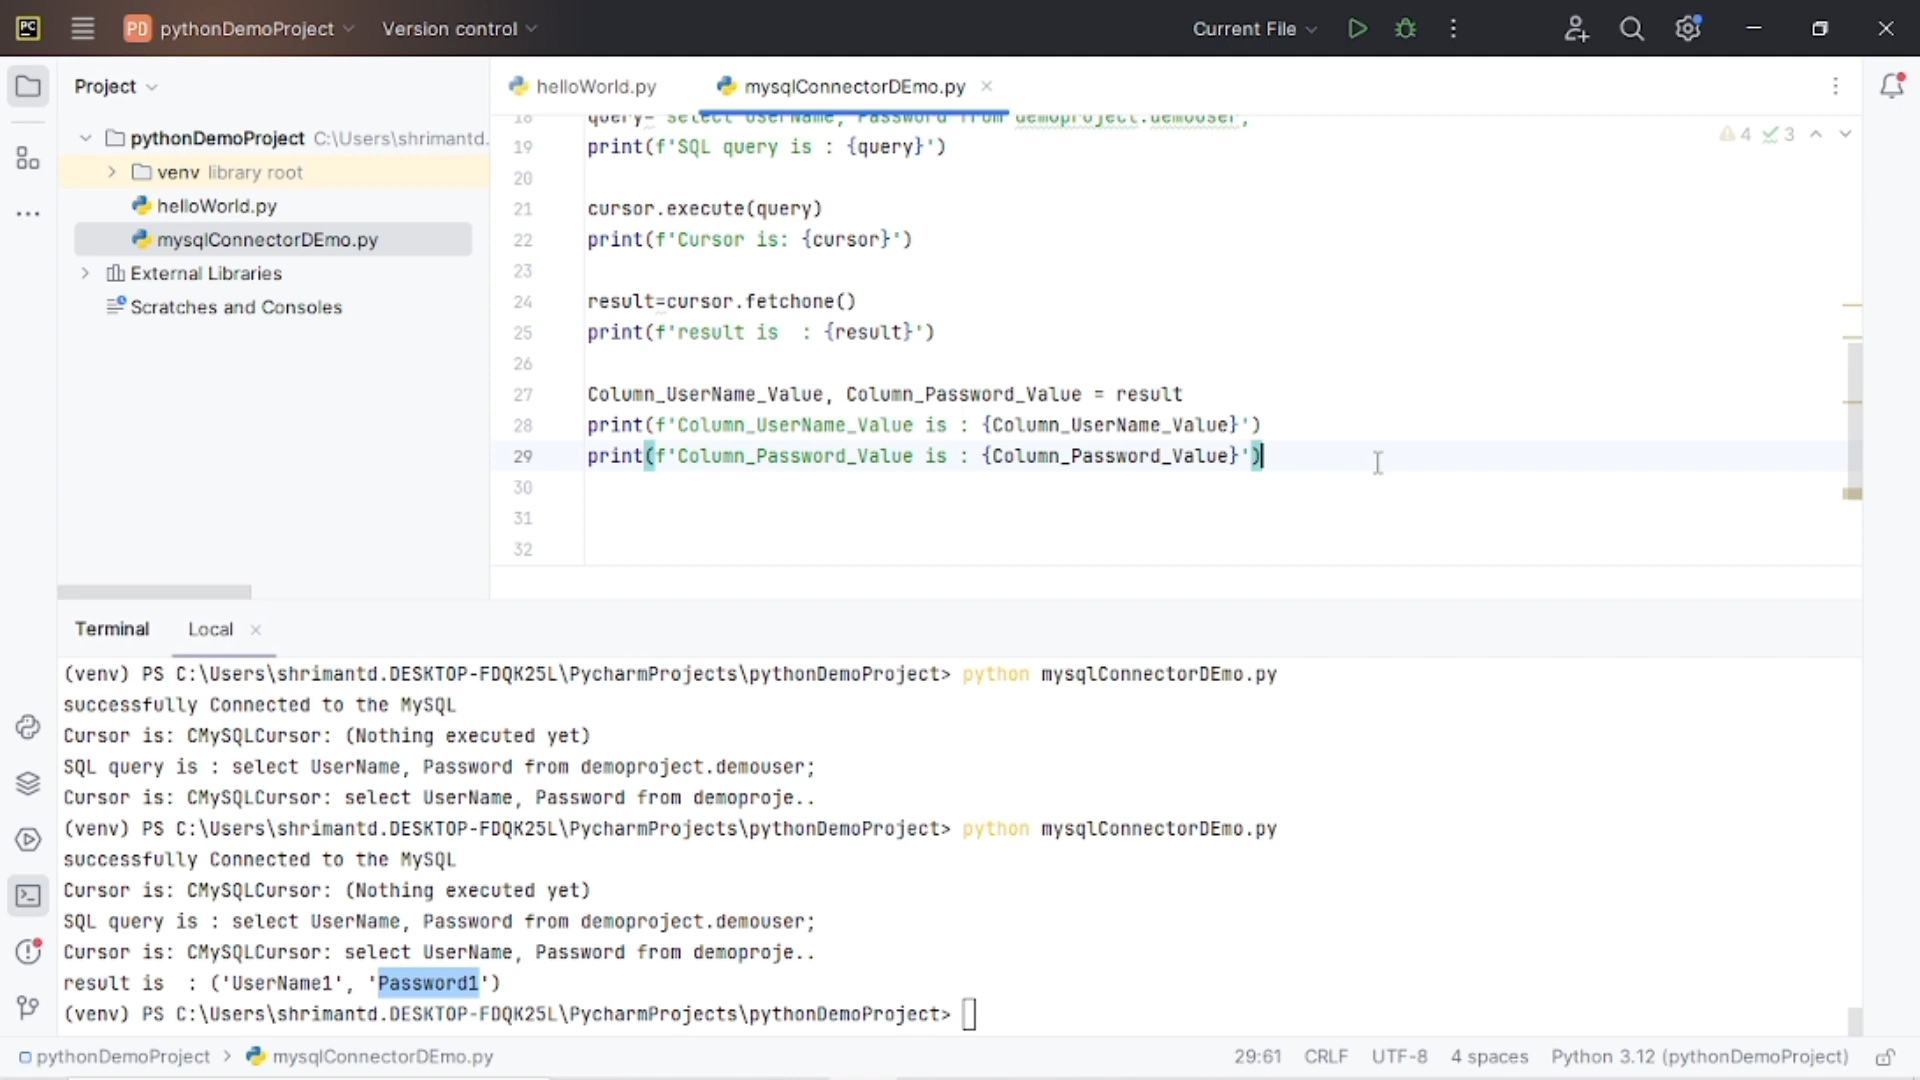 PC
PD pythonDemoProject
Version control
Current File
Project
helloWorld.py
mysqlConnectorDEmo.py
pythonDemoProject C:\Users\shrimantd.
venv library root
helloWorld.py
mysqlConnectorDEmo.py
External Libraries
Scratches and Consoles
4 3
18 query= select UserName, Password from demoproject.demouser;
19 print(f'SQL query is : {query}')
20
21 cursor.execute(query)
22 print(f'Cursor is: {cursor}')
23
24 result=cursor.fetchone()
25 print(f'result is  : {result}')
26
27 Column_UserName_Value, Column_Password_Value = result
28 print(f'Column_UserName_Value is : {Column_UserName_Value}')
29 print(f'Column_Password_Value is : {Column_Password_Value}')
30
31
32
Terminal Local
(venv) PS C:\Users\shrimantd.DESKTOP-FDQK25L\PycharmProjects\pythonDemoProject> python mysqlConnectorDEmo.py
successfully Connected to the MySQL
Cursor is: CMySQLCursor: (Nothing executed yet)
SQL query is : select UserName, Password from demoproject.demouser;
Cursor is: CMySQLCursor: select UserName, Password from demoproje..
(venv) PS C:\Users\shrimantd.DESKTOP-FDQK25L\PycharmProjects\pythonDemoProject> python mysqlConnectorDEmo.py
successfully Connected to the MySQL
Cursor is: CMySQLCursor: (Nothing executed yet)
SQL query is : select UserName, Password from demoproject.demouser;
Cursor is: CMySQLCursor: select UserName, Password from demoproje..
result is  : ('UserName1', 'Password1')
(venv) PS C:\Users\shrimantd.DESKTOP-FDQK25L\PycharmProjects\pythonDemoProject>
pythonDemoProject > mysqlConnectorDEmo.py
29:61 CRLF UTF-8 4 spaces Python 3.12 (pythonDemoProject)